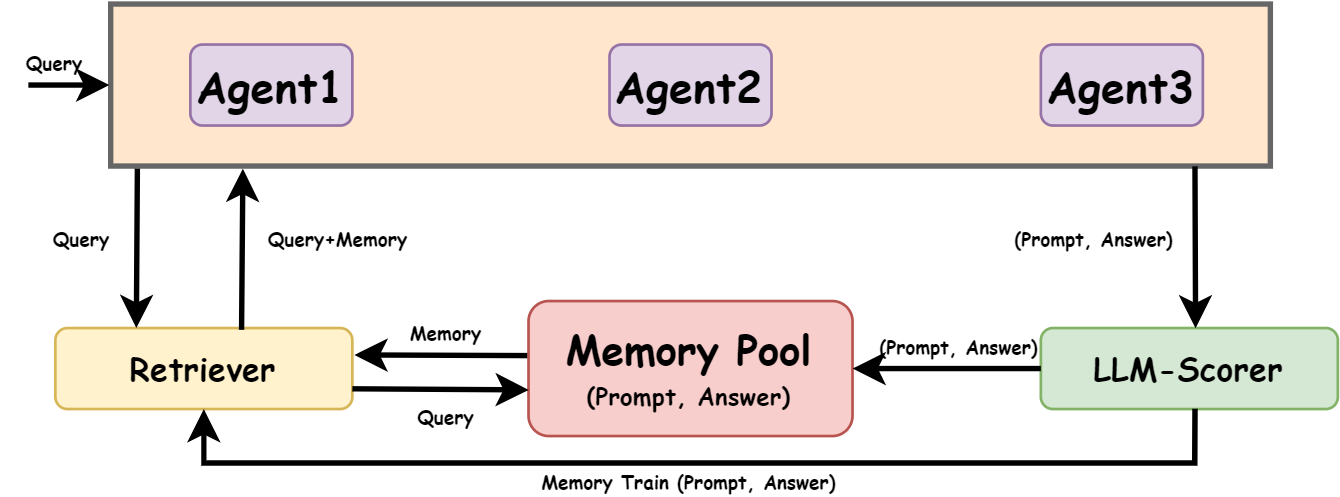 Query
Agent1
Agent2
Agent3
Query
Query+Memory
(Prompt, Answer)
Retriever
Memory
Query
Memory Pool
(Prompt, Answer)
(Prompt, Answer)
LLM-Scorer
Memory Train (Prompt, Answer)